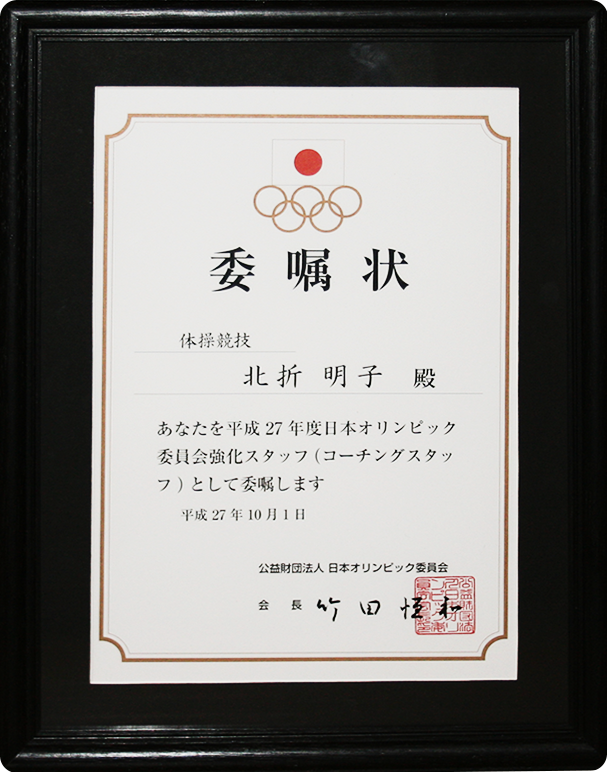 委嘱状
体操競技
北折 明子 殿
あなたを平成27年度日本オリンピック
委員会強化スタッフ(コーチングスタッ
フ)として委嘱します
平成27年10月1日
公益財団法人 日本オリンピック委員会
会長 竹田恆和